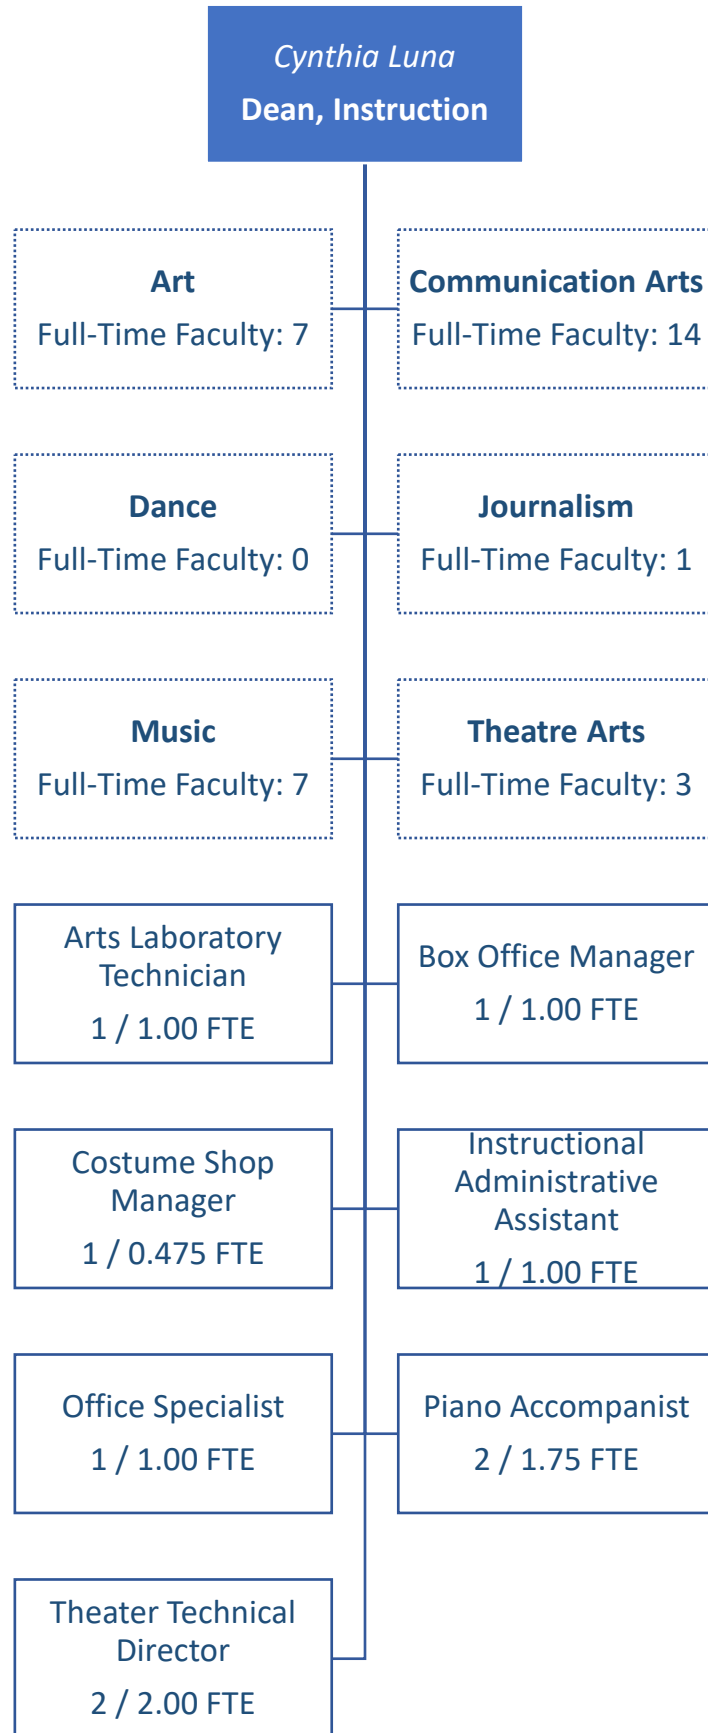 Cynthia Luna
Dean, Instruction
Art
Full-Time Faculty: 7
Communication Arts
Full-Time Faculty: 14
Dance
Full-Time Faculty: 0
Journalism
Full-Time Faculty: 1
Music
Full-Time Faculty: 7
Theatre Arts
Full-Time Faculty: 3
Arts Laboratory
Technician
1 / 1.00 FTE
Box Office Manager
1 / 1.00 FTE
Costume Shop
Manager
1 / 0.475 FTE
Instructional
Administrative
Assistant
1 / 1.00 FTE
Office Specialist
1 / 1.00 FTE
Piano Accompanist
2 / 1.75 FTE
Theater Technical
Director
2 / 2.00 FTE